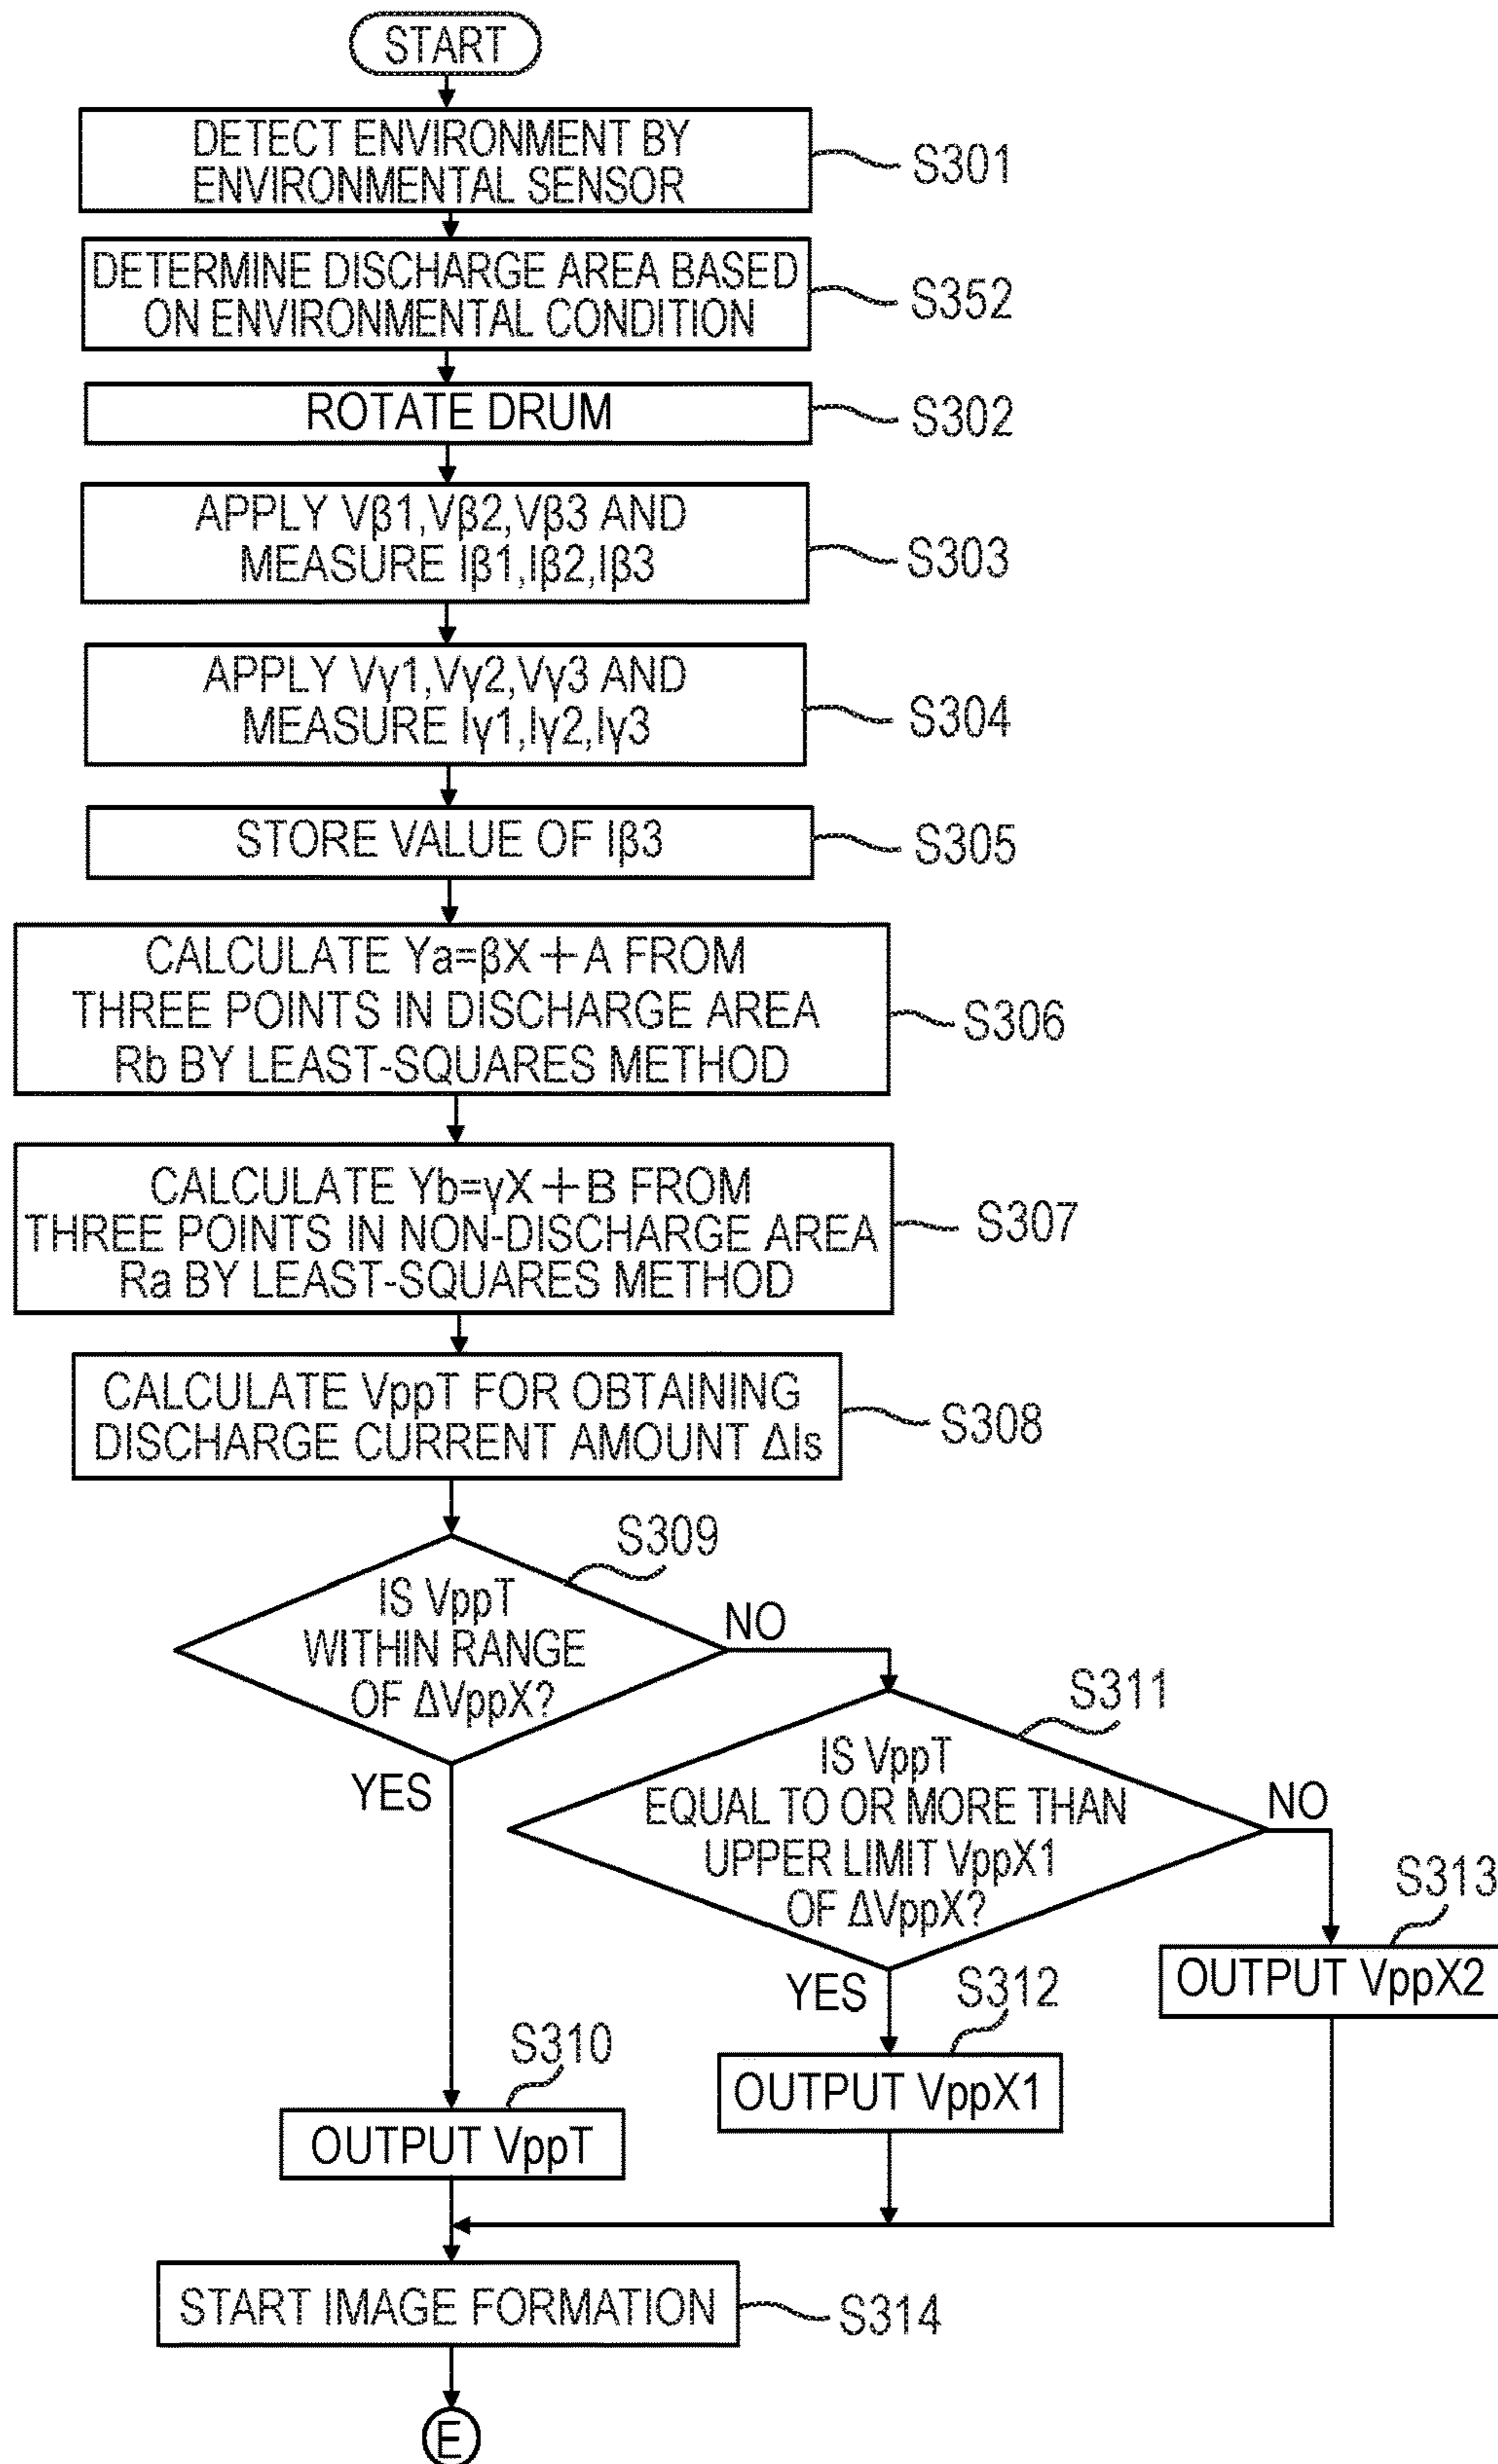 START
DETECT ENVIRONMENT BY
ENVIRONMENTAL SENSOR
S301
DETERMINE DISCHARGE AREA BASED
ON ENVIRONMENTAL CONDITION
S352
ROTATE DRUM
S302
APPLY Vβ1,Vβ2,Vβ3 AND
MEASURE Iβ1,Iβ2,Iβ3
S303
APPLY Vγ1,Vγ2,Vγ3 AND
MEASURE Iγ1,Iγ2,Iγ3
S304
STORE VALUE OF Iβ3
S305
CALCULATE Ya=βX+A FROM
THREE POINTS IN DISCHARGE AREA
Rb BY LEAST-SQUARES METHOD
S306
CALCULATE Yb=γX+B FROM
THREE POINTS IN NON-DISCHARGE AREA
Ra BY LEAST-SQUARES METHOD
S307
CALCULATE VppT FOR OBTAINING
DISCHARGE CURRENT AMOUNT ΔIs
S308
S309
IS VppT
WITHIN RANGE
OF ΔVppX?
NO
YES
S311
IS VppT
EQUAL TO OR MORE THAN
UPPER LIMIT VppX1
OF ΔVppX?
NO
YES
S313
OUTPUT VppX2
S312
OUTPUT VppX1
S310
OUTPUT VppT
START IMAGE FORMATION
S314
E